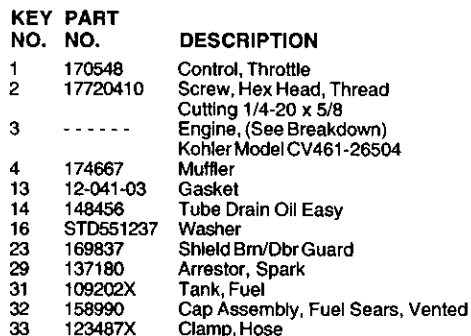 KEY PART
NO. NO. DESCRIPTION
1 170548 Control, Throttle
2 17720410 Screw, Hex Head, Thread
Cutting 1/4-20 x 5/8
3 - - - - - - Engine, (See Breakdown)
Kohler Model CV461-26504
4 174667 Muffler
13 12-041-03 Gasket
14 148456 Tube Drain Oil Easy
16 STD551237 Washer
23 169837 Shield Brn/Dbr Guard
29 137180 Arrestor, Spark
31 109202X Tank, Fuel
32 158990 Cap Assembly, Fuel Sears, Vented
33 123487X Clamp, Hose